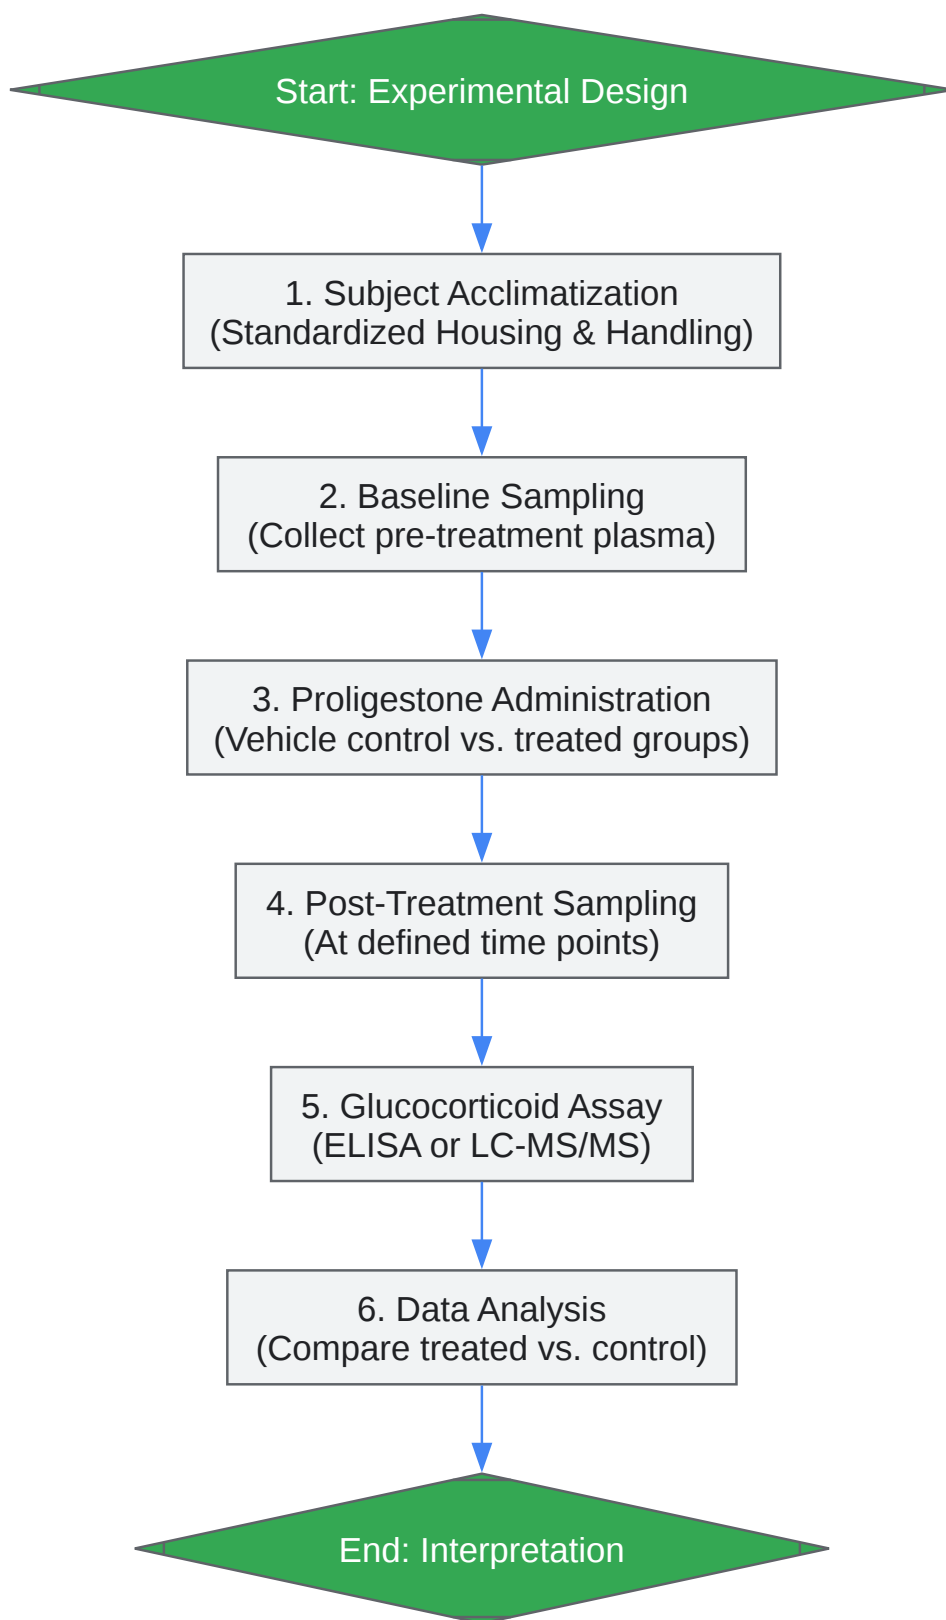 Start: Experimental Design
1. Subject Acclimatization
(Standardized Housing & Handling)
2. Baseline Sampling
(Collect pre-treatment plasma)
3. Proligestone Administration
(Vehicle control vs. treated groups)
4. Post-Treatment Sampling
(At defined time points)
5. Glucocorticoid Assay
(ELISA or LC-MS/MS)
6. Data Analysis
(Compare treated vs. control)
End: Interpretation